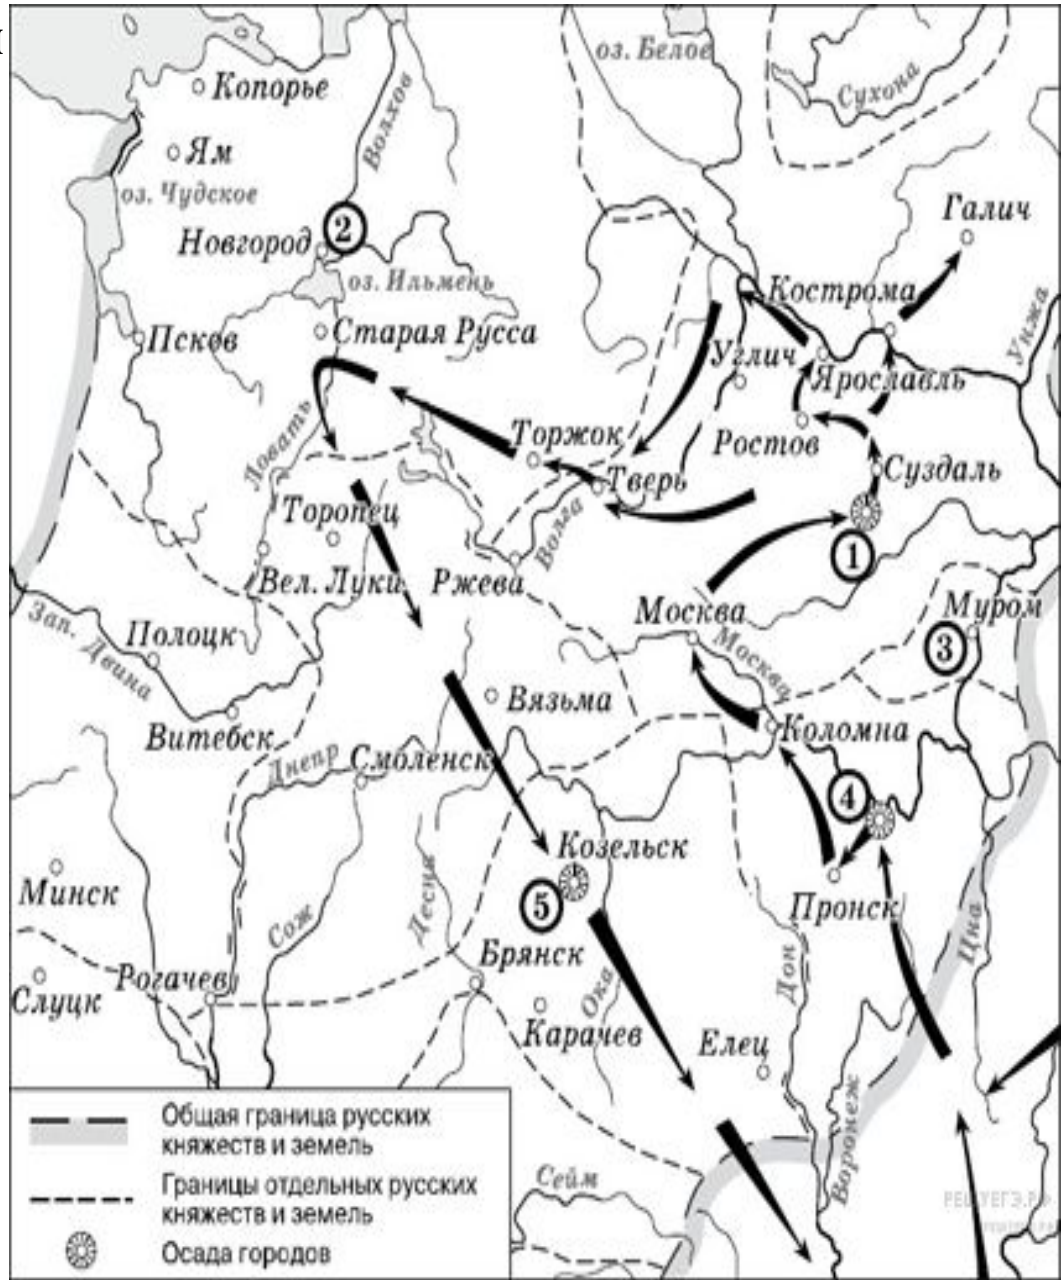 оз. Белое
Копорье
Сухона
Волхов
Ям
оз. Чудское
Галич
Новгород
2
оз. Ильмень
Кострома
Унжа
Старая Русса
Псков
Углич
Ярославль
Ловать
Торжок
Ростов
Тверь
Суздаль
Торопец
Волга
1
Вел. Луки
Ржева
Москва
Муром
Зап. Двина
Полоцк
Москва
3
Вязьма
Витебск
Коломна
Днепр
Смоленск
4
Козельск
Минск
Десна
5
Пронск
Сож
Цна
Брянск
Дон
Слуцк
Рогачев
Ока
Карачев
Елец
Воронеж
Сейм
Общая граница русских
княжеств и земель
Границы отдельных русских
княжеств и земель
Осада городов
РЕШУЕГЭ.РФ